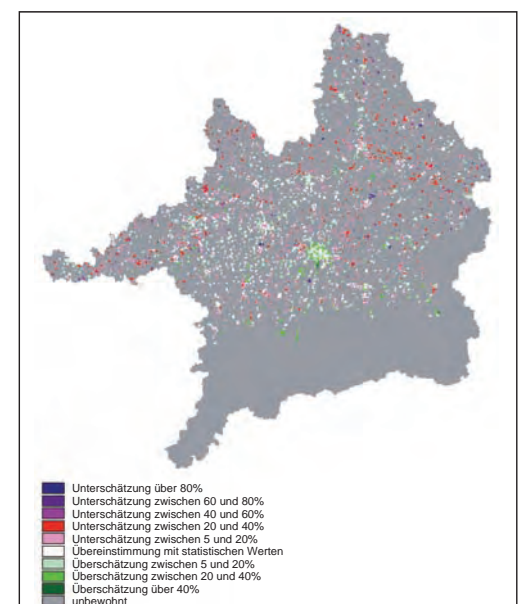 Unterschätzung über 80%
Unterschätzung zwischen 60 und 80%
Unterschätzung zwischen 40 und 60%
Unterschätzung zwischen 20 und 40%
Unterschätzung zwischen 5 und 20%
Übereinstimmung mit statistischen Werten
Überschätzung zwischen 5 und 20%
Überschätzung zwischen 20 und 40%
Überschätzung über 40%
unbewohnt